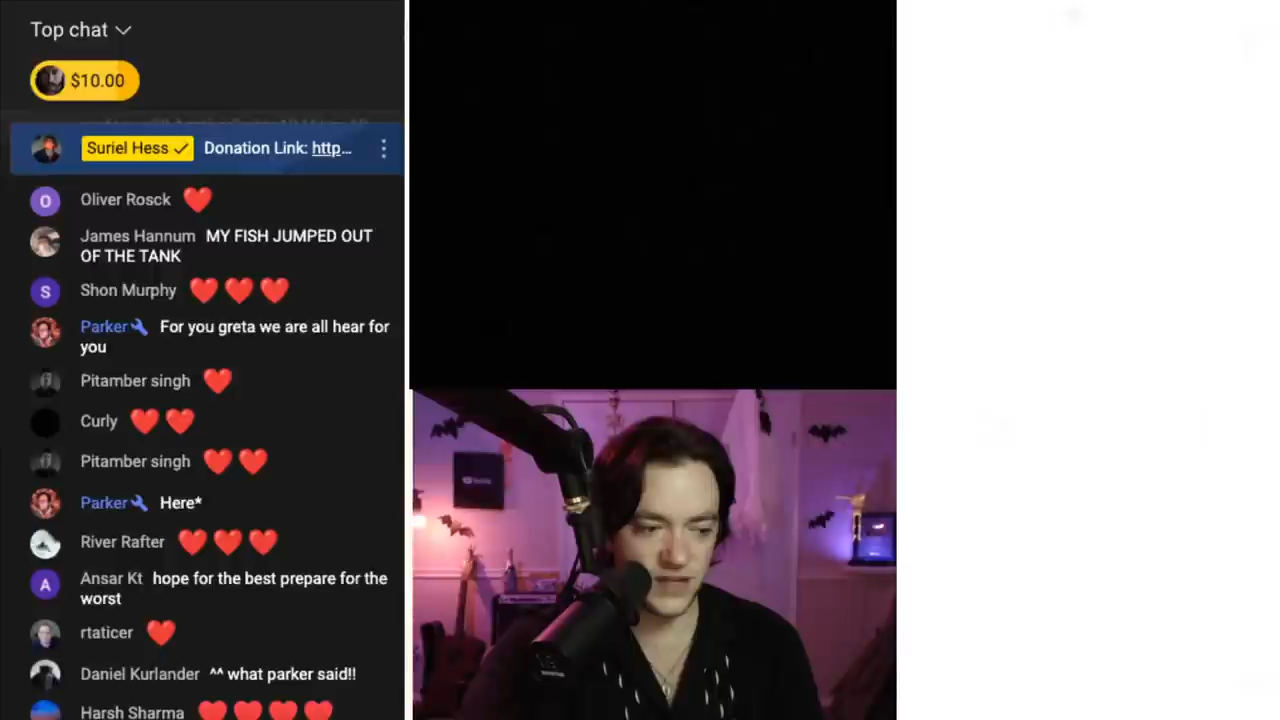 Top chat
$10.00
Suriel Hess Donation Link: http...
Oliver Rosck ❤️
James Hannum MY FISH JUMPED OUT
OF THE TANK
S Shon Murphy ❤️❤️❤️
Parker For you greta we are all hear for
you
Pitamber singh ❤️
Curly ❤️❤️
Pitamber singh ❤️❤️
Parker Here*
River Rafter ❤️❤️❤️
A Ansar Kt hope for the best prepare for the
worst
rtaticer ❤️
Daniel Kurlander ^^ what parker said!!
Harsh Sharma ❤️❤️❤️❤️